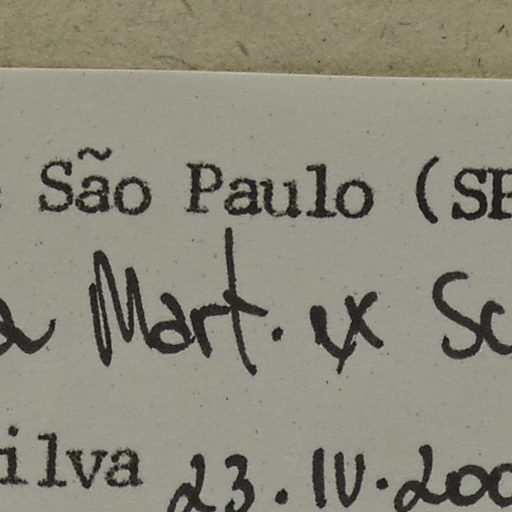 São Paulo (SP
Mart. ex Sc
ilva 23.IV.200